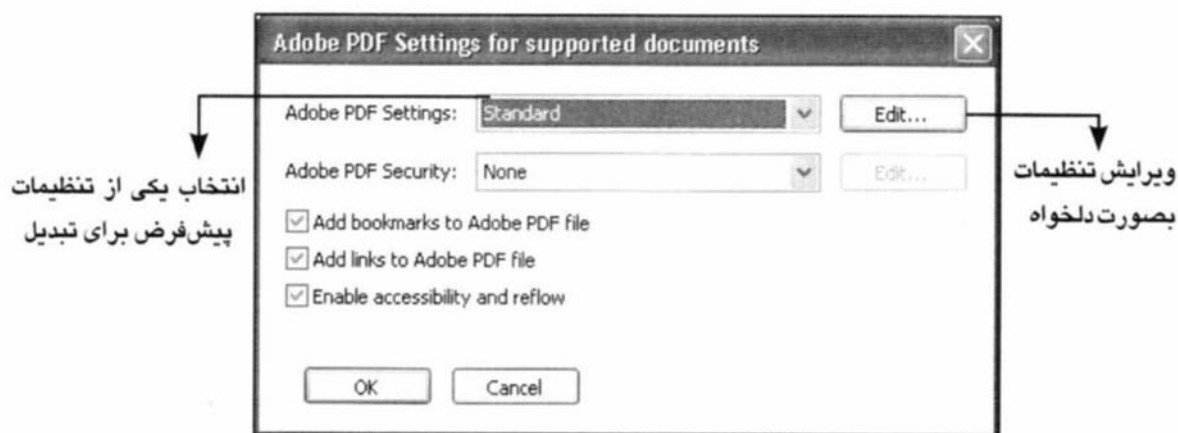 Adobe PDF Settings for supported documents
Adobe PDF Settings: Standard Edit...
Adobe PDF Security: None Edit...
Add bookmarks to Adobe PDF file
Add links to Adobe PDF file
Enable accessibility and reflow
OK Cancel
انتخاب یکی از تنظیمات
پیش‌فرض برای تبدیل
ویرایش تنظیمات
بصورت دلخواه